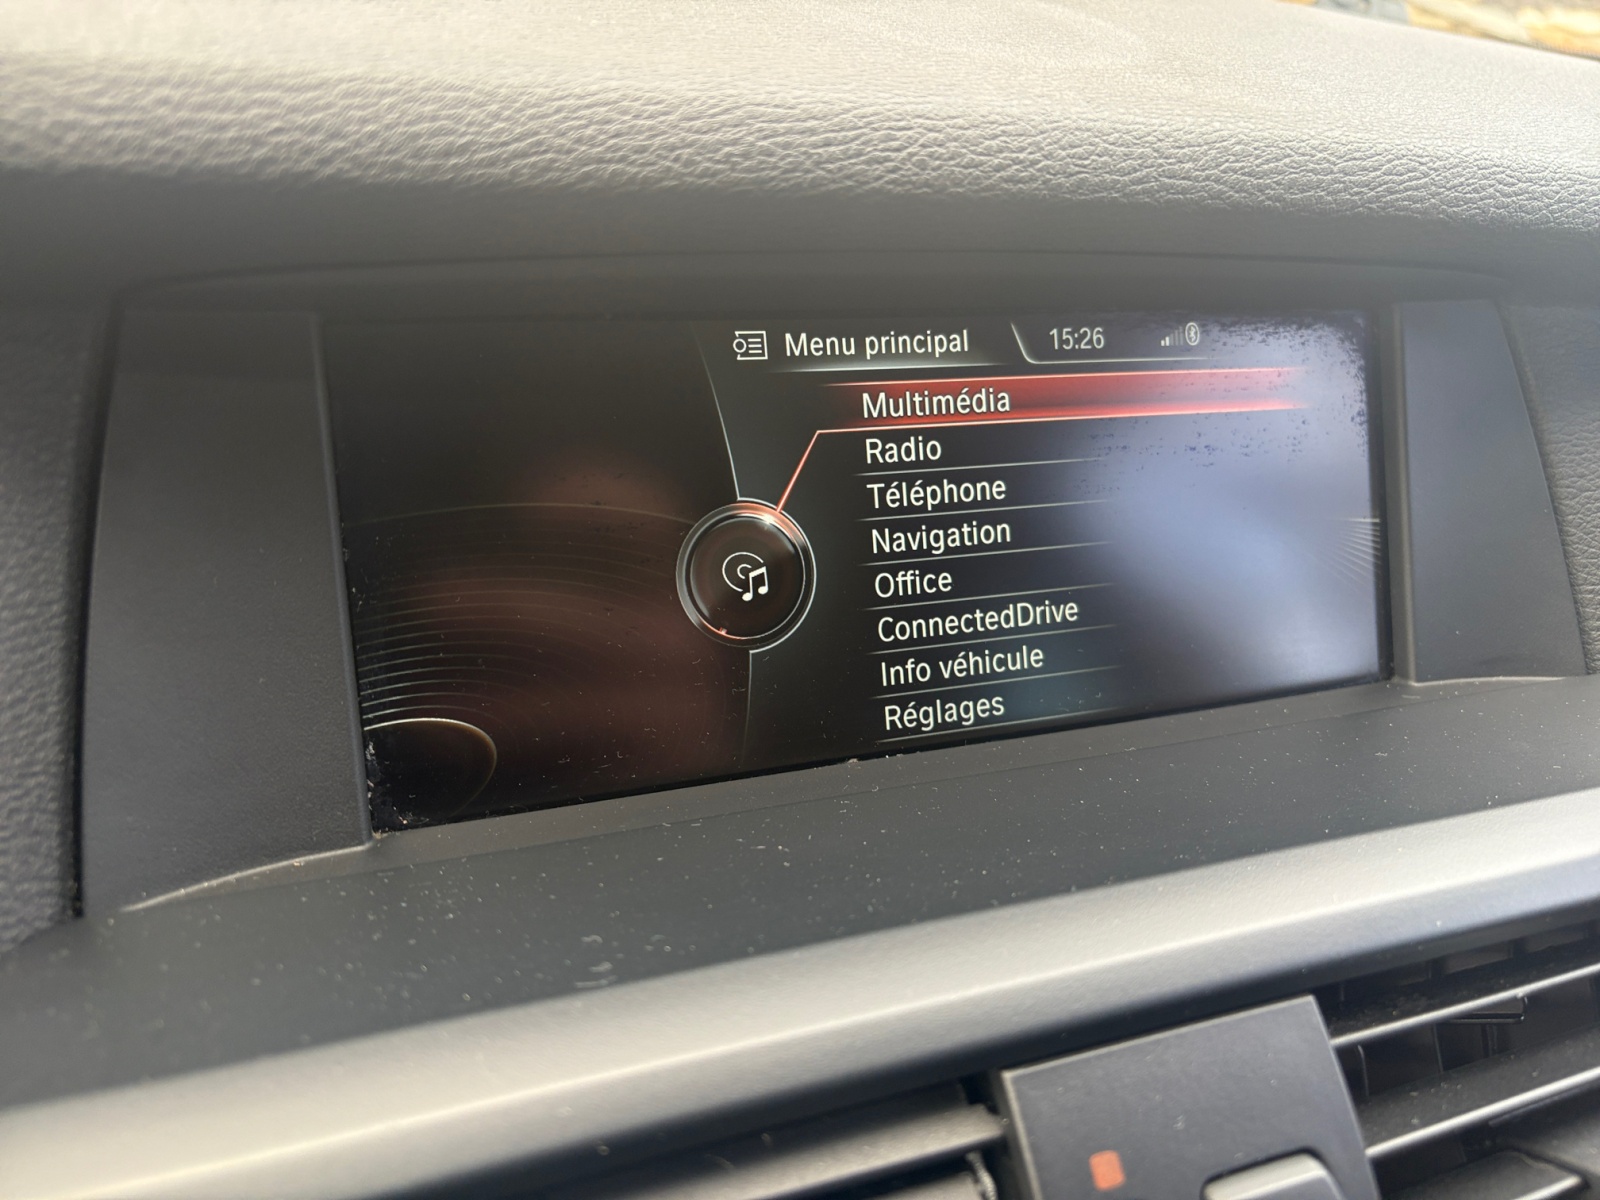 Menu principal 15:26
Multimédia
Radio
Téléphone
Navigation
Office
ConnectedDrive
Info véhicule
Réglages